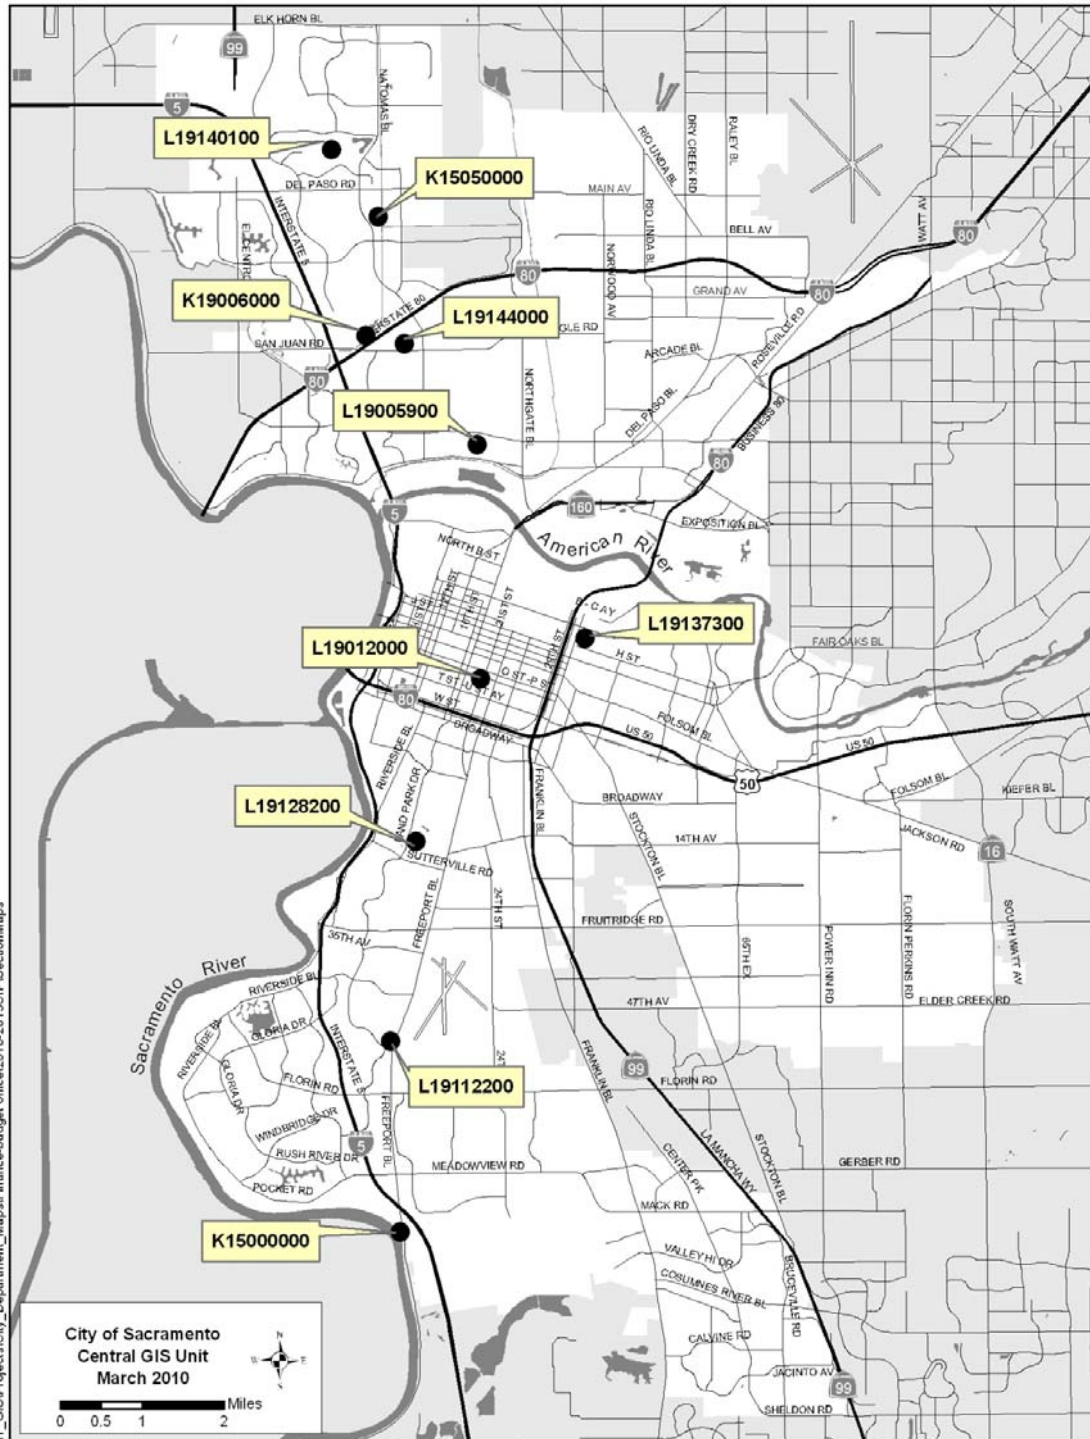 ELK HORN BL
99
NATOMAS BL
5
L19140100
RIO LINDA BL
DRY CREEK RD
RALEY BL
K15050000
DEL PASO RD
MAIN AV
WATT AV
INTERSTATE 5
RIO LINDA BL
BELL AV
80
80
NORWOOD AV
K19006000
GRAND AV
80
L19144000
SAN JUAN RD
ROSEVILLE RD
ARCADE BL
80
NORTHGATE BL
L19005900
DEL PASO BL
BUSINESS 80
80
5
160
EXPOSITION BL
American River
NORTH B ST
21ST ST
L19137300
H ST
FAIR OAKS BL
L19012000
29TH ST
80
W ST
BROADWAY
FOLSOM BL
US 50
US 50
RIVERSIDE BL
50
FOLSOM BL
KIEFER BL
L19128200
FRANKLIN BL
BROADWAY
STOCKTON BL
14TH AV
JACKSON RD
16
SUTTERVILLE RD
24TH ST
FREEPORT BL
FRUITRIDGE RD
35TH AV
65TH EX
POWER INN RD
FLORIN PERKINS RD
SOUTH WATT AV
Sacramento River
RIVERSIDE BL
47TH AV
ELDER CREEK RD
GLORIA DR
RIVERSIDE BL
INTERSTATE 5
GLORIA DR
FLORIN RD
L19112200
FRANKLIN BL
99
FLORIN RD
WINDBRIDGE DR
FREEPORT BL
5
RUSH RIVER DR
MEADOWVIEW RD
POCKET RD
CENTER PK
LA MANCHA WY
STOCKTON BL
GERBER RD
MACK RD
K15000000
VALLEY HI DR
COSUMNES RIVER BL
BRUCEVILLE RD
CALVINE RD
JACINTO AV
99
SHELDON RD
City of Sacramento
Central GIS Unit
March 2010
N
W E
S
Miles
0 0.5 1 2